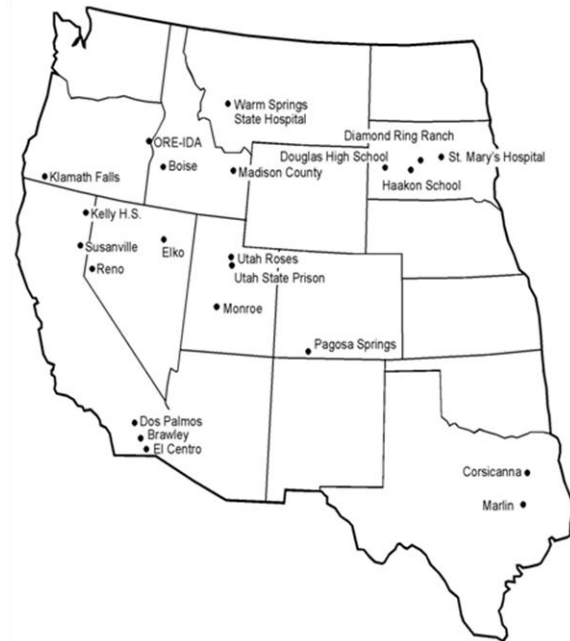 Warm Springs
State Hospital
Diamond Ring Ranch
ORE-IDA
Douglas High School
St. Mary's Hospital
Boise
Madison County
Klamath Falls
Haakon School
Kelly H.S.
Susanville
Elko
Utah Roses
Reno
Utah State Prison
Monroe
Pagosa Springs
Dos Palmos
Brawley
El Centro
Corsicanna
Marlin